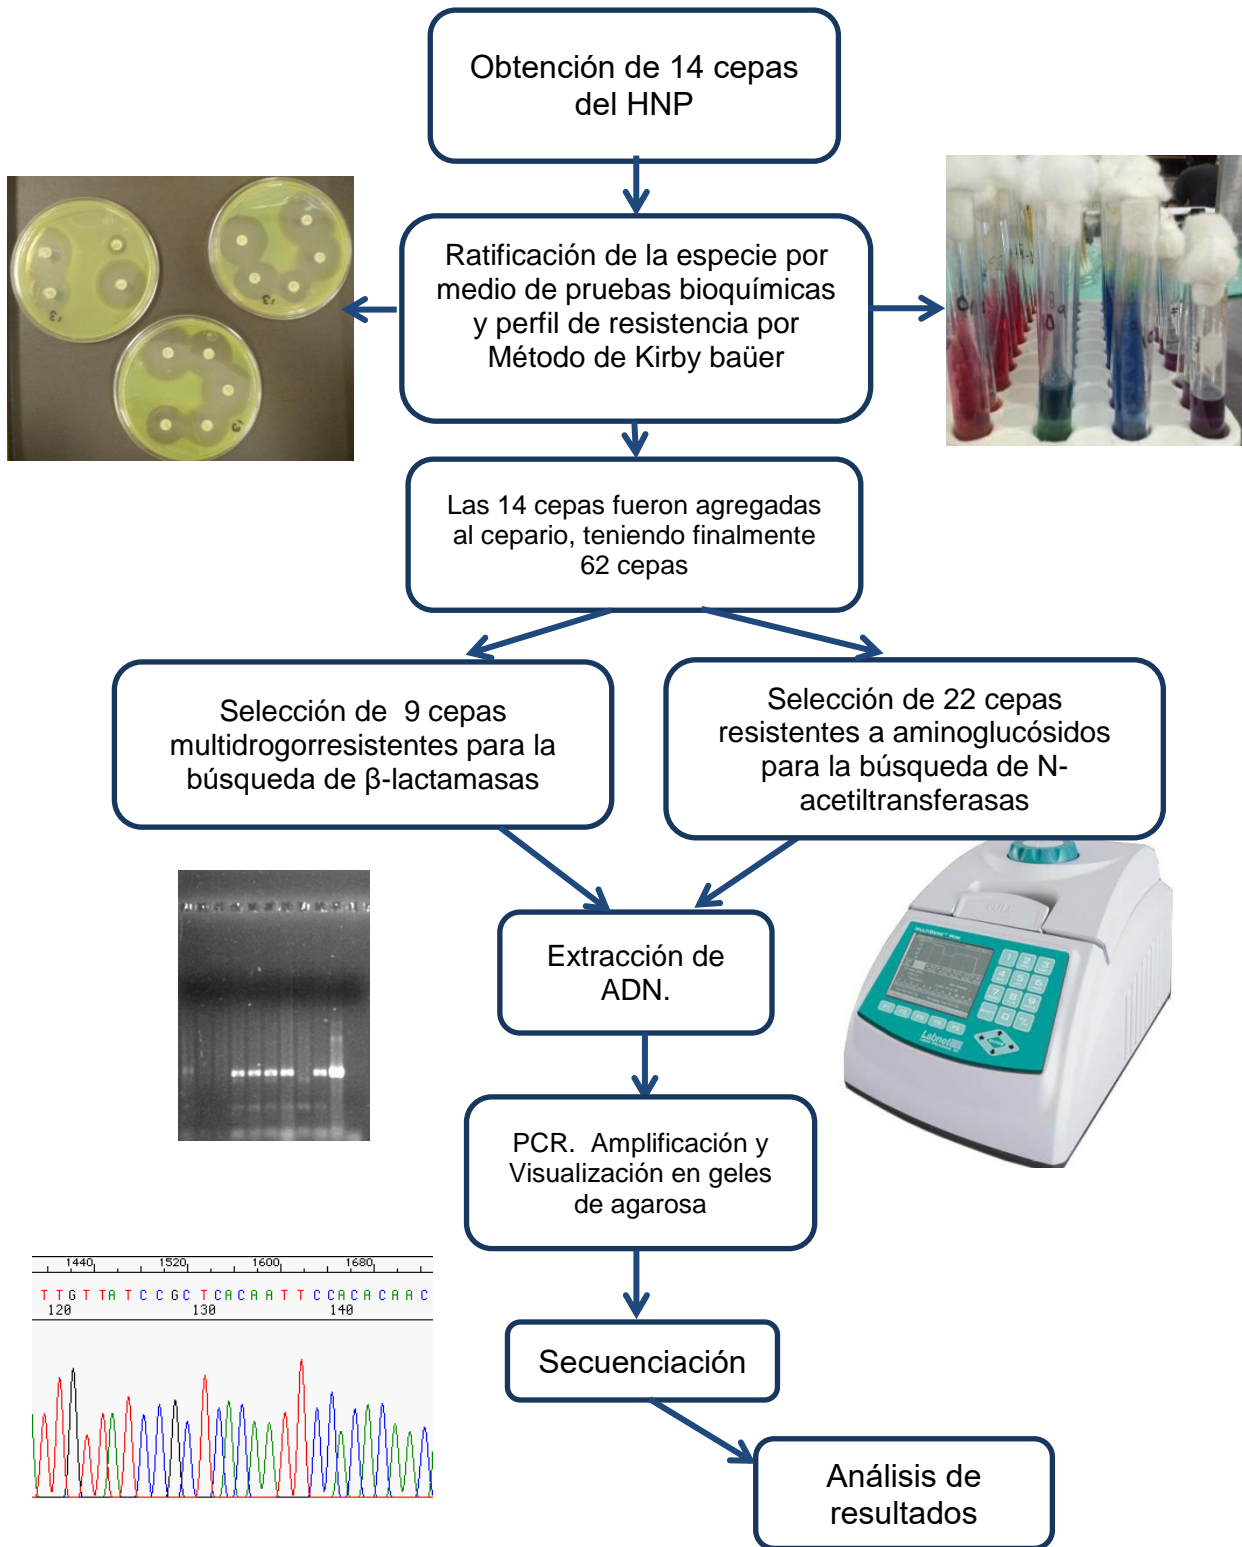 Obtención de 14 cepas
del HNP
Ratificación de la especie por
medio de pruebas bioquímicas
y perfil de resistencia por
Método de Kirby baüer
Las 14 cepas fueron agregadas
al cepario, teniendo finalmente
62 cepas
Selección de 9 cepas
multidrogorresistentes para la
búsqueda de β-lactamasas
Selección de 22 cepas
resistentes a aminoglucósidos
para la búsqueda de N-
acetiltransferasas
Extracción de
ADN.
Labnet
PCR. Amplificación y
Visualización en geles
de agarosa
1440 1520 1600 1680
T T G T T A T C C G C T C A C A A T T C C A C A C A A C
120 130 140
Secuenciación
Análisis de
resultados